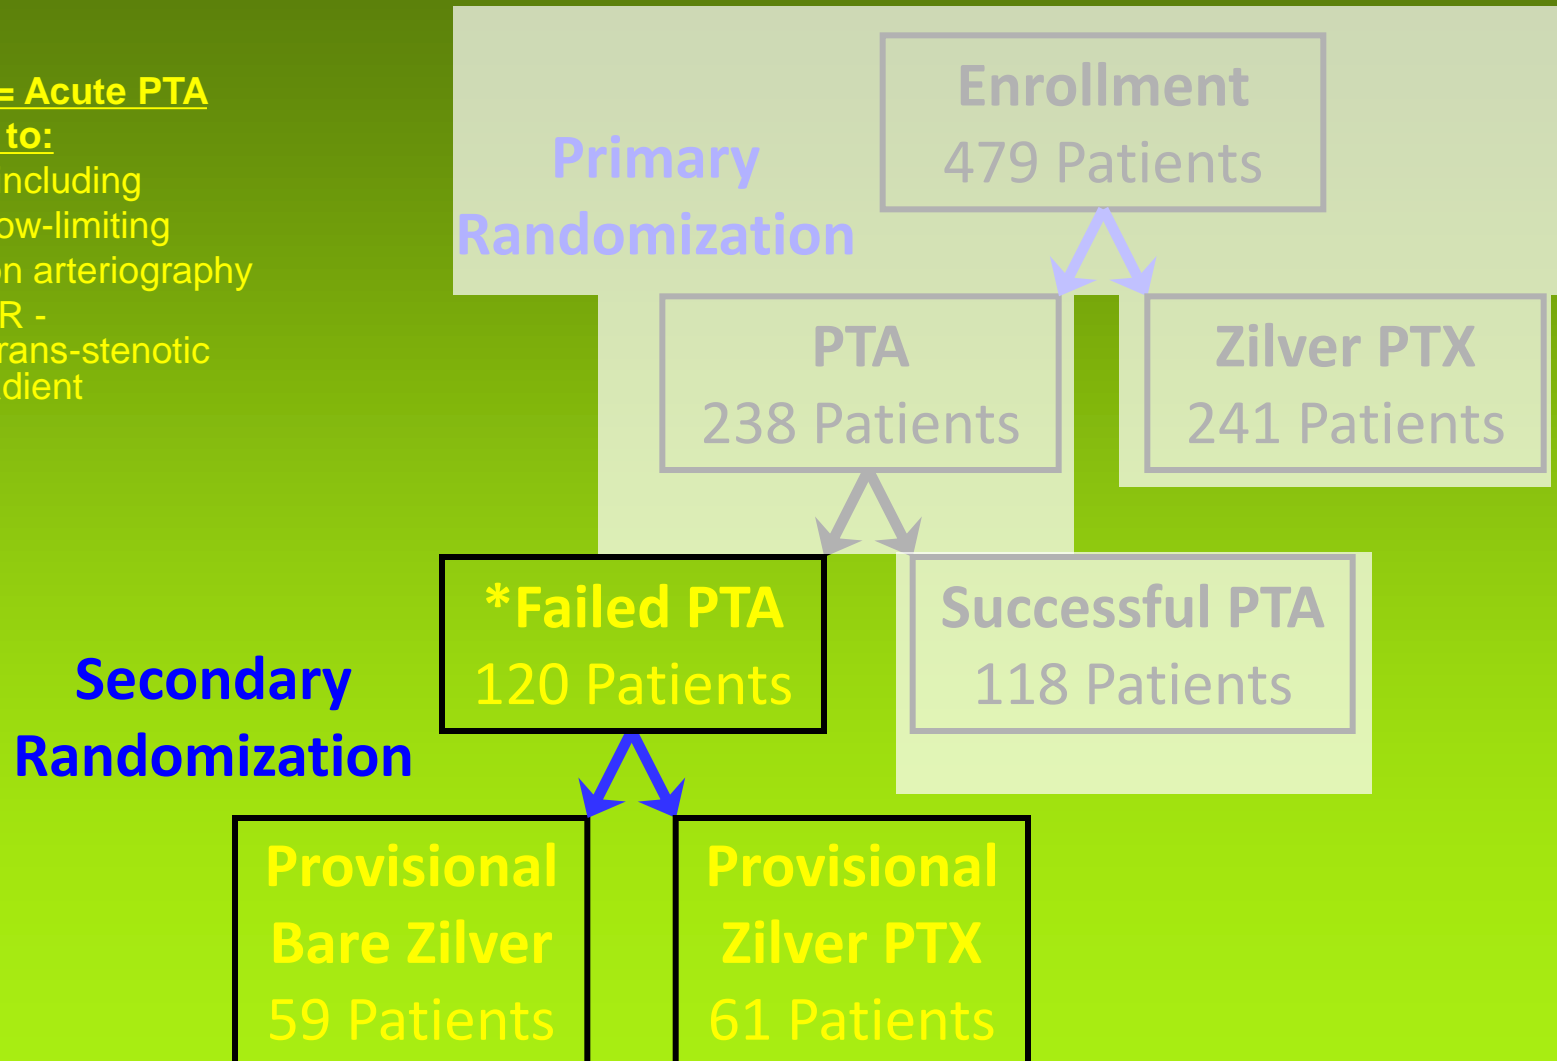 = Acute PTA
to:
ncluding
ow-limiting
on arteriography
R -
rans-stenotic
dient
Enrollment
479 Patients
Primary
Randomization
PTA
238 Patients
Zilver PTX
241 Patients
*Failed PTA
120 Patients
Successful PTA
118 Patients
Secondary
Randomization
Provisional
Bare Zilver
59 Patients
Provisional
Zilver PTX
61 Patients